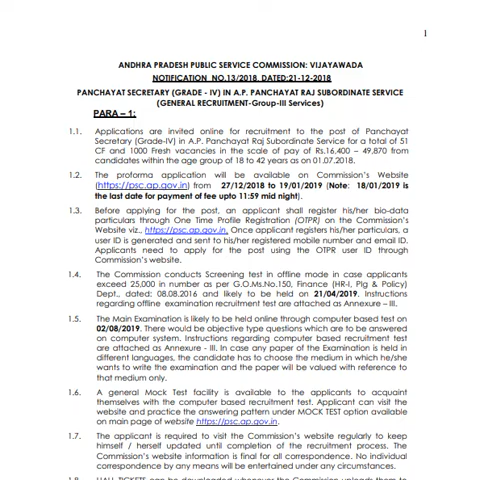 1
ANDHRA PRADESH PUBLIC SERVICE COMMISSION: VIJAYAWADA
NOTIFICATION NO.13/2018, DATED:21-12-2018
PANCHAYAT SECRETARY (GRADE - IV) IN A.P. PANCHAYAT RAJ SUBORDINATE SERVICE
(GENERAL RECRUITMENT-Group-III Services)
PARA – 1:
1.1. Applications are invited online for recruitment to the post of Panchayat
Secretary (Grade-IV) in A.P. Panchayat Raj Subordinate Service for a total of 51
CF and 1000 Fresh vacancies in the scale of pay of Rs.16,400 – 49,870 from
candidates within the age group of 18 to 42 years as on 01.07.2018.
1.2. The proforma application will be available on Commission's Website
(https://psc.ap.gov.in) from 27/12/2018 to 19/01/2019 (Note: 18/01/2019 is
the last date for payment of fee upto 11:59 mid night).
1.3. Before applying for the post, an applicant shall register his/her bio-data
particulars through One Time Profile Registration (OTPR) on the Commission's
Website viz., https://psc.ap.gov.in. Once applicant registers his/her particulars, a
user ID is generated and sent to his/her registered mobile number and email ID.
Applicants need to apply for the post using the OTPR user ID through
Commission's website.
1.4. The Commission conducts Screening test in offline mode in case applicants
exceed 25,000 in number as per G.O.Ms.No.150, Finance (HR-I, Plg & Policy)
Dept., dated: 08.08.2016 and likely to be held on 21/04/2019. Instructions
regarding offline examination recruitment test are attached as Annexure – III.
1.5. The Main Examination is likely to be held online through computer based test on
02/08/2019. There would be objective type questions which are to be answered
on computer system. Instructions regarding computer based recruitment test
are attached as Annexure - III. In case any paper of the Examination is held in
different languages, the candidate has to choose the medium in which he/she
wants to write the examination and the paper will be valued with reference to
that medium only.
1.6. A general Mock Test facility is available to the applicants to acquaint
themselves with the computer based recruitment test. Applicant can visit the
website and practice the answering pattern under MOCK TEST option available
on main page of website https://psc.ap.gov.in.
1.7. The applicant is required to visit the Commission's website regularly to keep
himself / herself updated until completion of the recruitment process. The
Commission's website information is final for all correspondence. No individual
correspondence by any means will be entertained under any circumstances.
1.8. HALL TICKETS can be downloaded whenever the Commission uploads them to